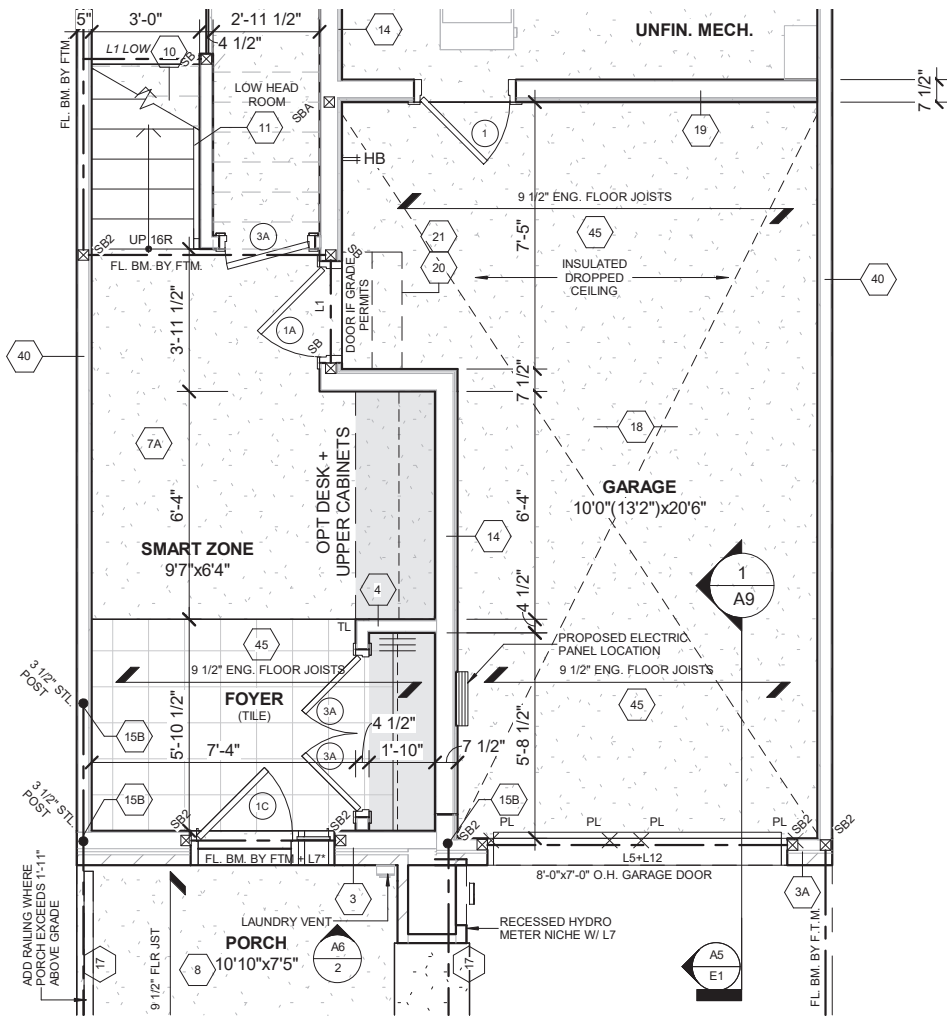 5"
3'-0"
2'-11 1/2"
4 1/2"
L1 LOW
10
SB
14
UNFIN. MECH.
FL. BM. BY FTM.
LOW HEAD
ROOM
SBA
11
1
19
7 1/2"
HB
9 1/2" ENG. FLOOR JOISTS
45
7'-5"
3A
21
20
UP 16R
SB2
FL. BM. BY FTM.
SB
INSULATED
DROPPED
CEILING
40
DOOR IF GRADE
PERMITS
L1
1A
SB
3'-11 1/2"
40
7 1/2"
7A
18
OPT DESK +
UPPER CABINETS
6'-4"
6'-4"
GARAGE
10'0"(13'2")x20'6"
14
SMART ZONE
9'7"x6'4"
1
A9
4
4 1/2"
TL
PROPOSED ELECTRIC
PANEL LOCATION
45
9 1/2" ENG. FLOOR JOISTS
9 1/2" ENG. FLOOR JOISTS
3 1/2" STL.
POST
FOYER
(TILE)
45
3A
15B
5'-10 1/2"
4 1/2"
5'-8 1/2"
7'-4"
3A
1'-10"
7 1/2"
3 1/2" STL.
POST
15B
1C
15B
SB2
SB2
PL
PL
PL
SB2
SB2
FL. BM. BY FTM + L7*
L5+L12
8'-0"x7'-0" O.H. GARAGE DOOR
3
3A
ADD RAILING WHERE
PORCH EXCEEDS 1'-11"
ABOVE GRADE
LAUNDRY VENT
RECESSED HYDRO
METER NICHE W/ L7
PORCH
10'10"x7'5"
A6
2
17
9 1/2" FLR JST
8
17
A5
E1
FL. BM. BY F.T.M.